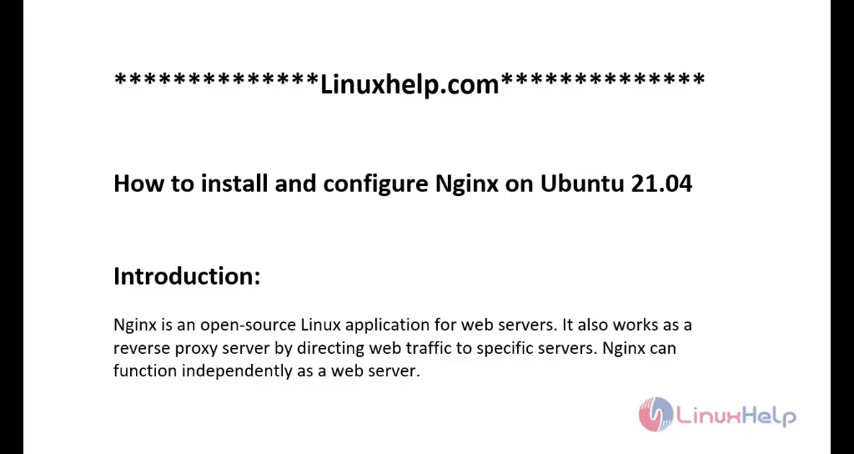 **************Linuxhelp.com**************
How to install and configure Nginx on Ubuntu 21.04
Introduction:
Nginx is an open-source Linux application for web servers. It also works as a
reverse proxy server by directing web traffic to specific servers. Nginx can
function independently as a web server.
LinuxHelp